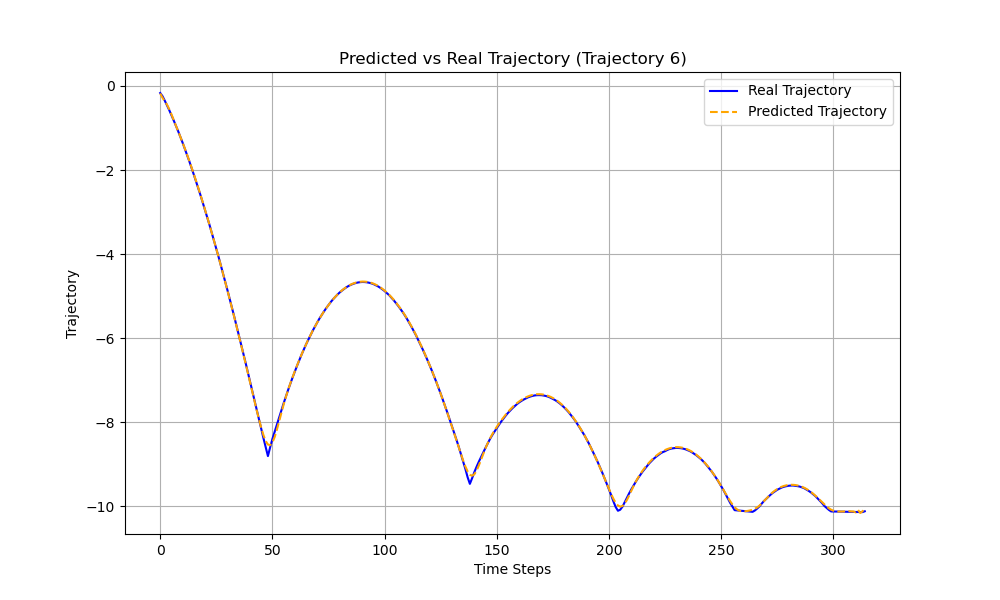 Predicted vs Real Trajectory (Trajectory 6)
Real Trajectory
Predicted Trajectory
Trajectory
0
−2
−4
−6
−8
−10
0 50 100 150 200 250 300
Time Steps